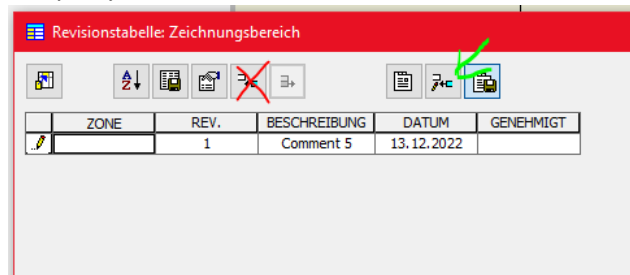 Revisionstabelle: Zeichnungsbereich
ZONE REV. BESCHREIBUNG DATUM GENEHMIGT
1 Comment 5 13.12.2022